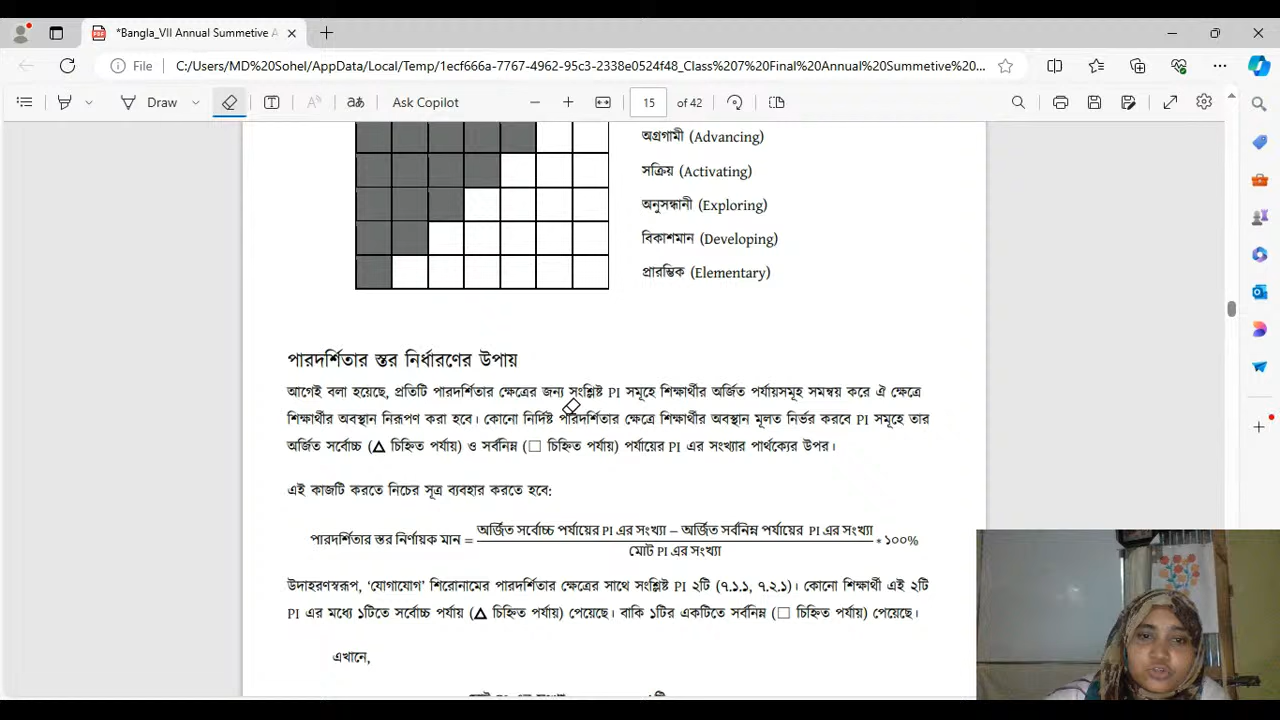 *Bangla_VII Annual Summetive A
File
C:/Users/MD%20Sohel/AppData/Local/Temp/1ecf666a-7767-4962-95c3-2338e0524f48_Class%207%20Final%20Annual%20Summetive%20...
Draw
Ask Copilot
15
of 42
অগ্রগামী (Advancing)
সক্রিয় (Activating)
অনুসন্ধানী (Exploring)
বিকাশমান (Developing)
প্রারম্ভিক (Elementary)
পারদর্শিতার স্তর নির্ধারণের উপায়
আগেই বলা হয়েছে, প্রতিটি পারদর্শিতার ক্ষেত্রের জন্য সংশ্লিষ্ট PI সমূহে শিক্ষার্থীর অর্জিত পর্যায়সমূহ সমন্বয় করে ঐ ক্ষেত্রে
শিক্ষার্থীর অবস্থান নিরূপণ করা হবে। কোনো নির্দিষ্ট পারদর্শিতার ক্ষেত্রে শিক্ষার্থীর অবস্থান মূলত নির্ভর করবে PI সমূহে তার
অর্জিত সর্বোচ্চ (△ চিহ্নিত পর্যায়) ও সর্বনিম্ন (□ চিহ্নিত পর্যায়) পর্যায়ের PI এর সংখ্যার পার্থক্যের উপর।
এই কাজটি করতে নিচের সূত্র ব্যবহার করতে হবে:
অর্জিত সর্বোচ্চ পর্যায়ের PI এর সংখ্যা – অর্জিত সর্বনিম্ন পর্যায়ের PI এর সংখ্যা
পারদর্শিতার স্তর নির্ণায়ক মান = * ১০০%
মোট PI এর সংখ্যা
উদাহরণস্বরূপ, ‘যোগাযোগ’ শিরোনামের পারদর্শিতার ক্ষেত্রের সাথে সংশ্লিষ্ট PI ২টি (৭.১.১, ৭.২.১)। কোনো শিক্ষার্থী এই ২টি
PI এর মধ্যে ১টিতে সর্বোচ্চ পর্যায় (△ চিহ্নিত পর্যায়) পেয়েছে। বাকি ১টির একটিতে সর্বনিম্ন (□ চিহ্নিত পর্যায়) পেয়েছে।
এখানে,